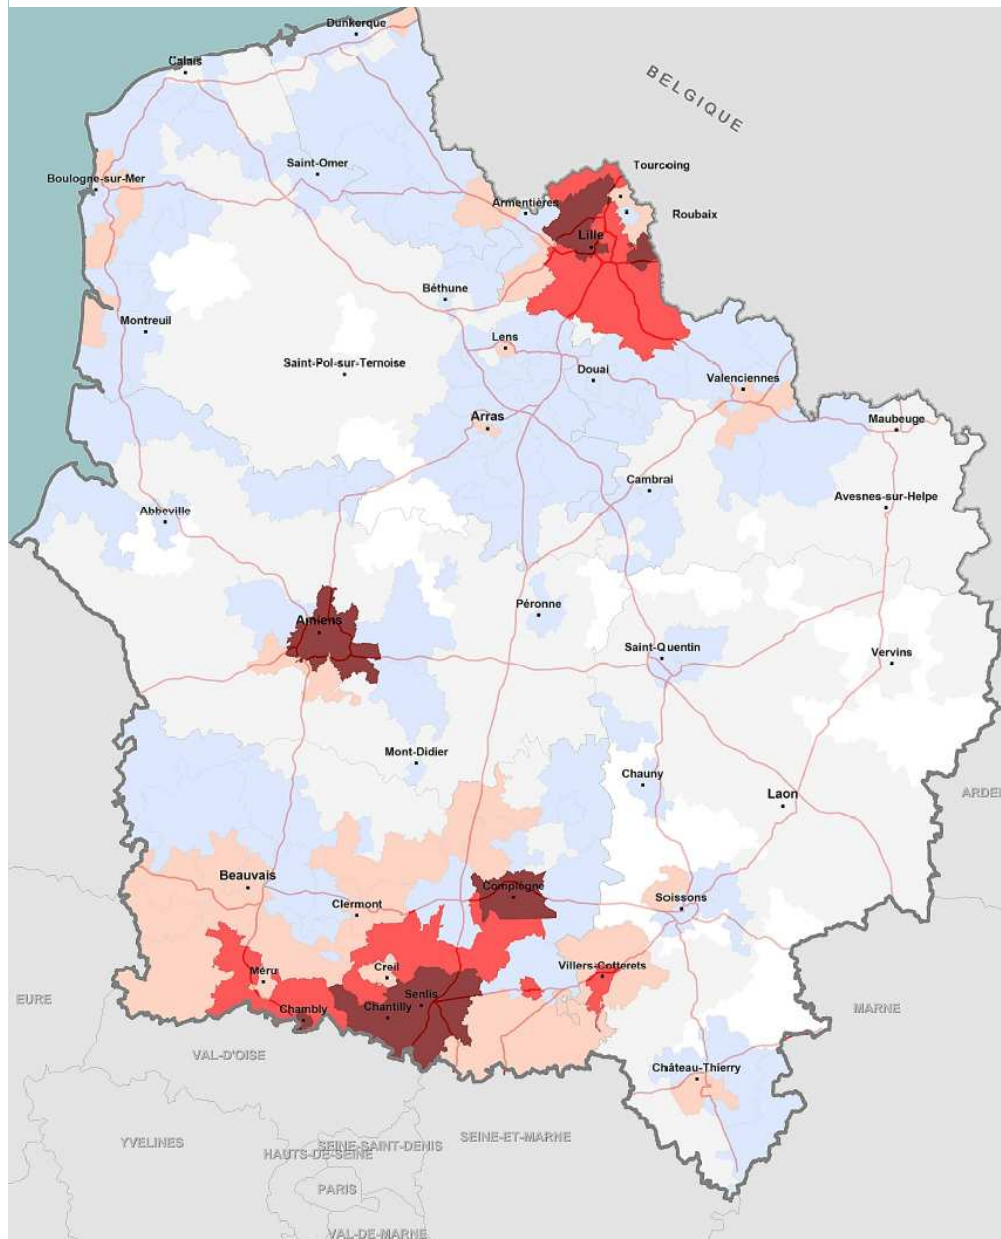 Dunkerque
Calais
BELGIQUE
Saint-Omer
Tourcoing
Boulogne-sur-Mer
Armentières
Roubaix
Lille
Béthune
Montreuil
Lens
Saint-Pol-sur-Ternoise
Douai
Valenciennes
Arras
Maubeuge
Cambrai
Avesnes-sur-Helpe
Abbeville
Péronne
Amiens
Saint-Quentin
Vervins
Mont-Didier
Chauny
Laon
ARDEN
Beauvais
Compiègne
Clermont
Soissons
Creil
Villers-Cotterets
Méru
Senlis
EURE
Chambly
Chantilly
MARNE
VAL-D'OISE
Château-Thierry
YVELINES
SEINE-SAINT-DENIS
SEINE-ET-MARNE
HAUTS-DE-SEINE
PARIS
VAL-DE-MARNE